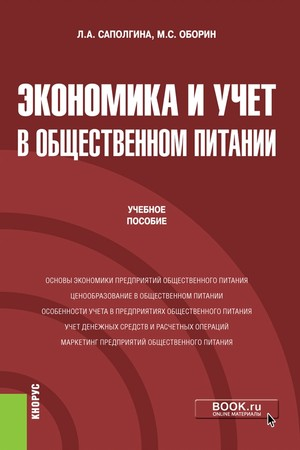 Л.А. САПОЛГИНА, М.С. ОБОРИН
ЭКОНОМИКА И УЧЕТ
В ОБЩЕСТВЕННОМ ПИТАНИИ
УЧЕБНОЕ
ПОСОБИЕ
ОСНОВЫ ЭКОНОМИКИ ПРЕДПРИЯТИЙ ОБЩЕСТВЕННОГО ПИТАНИЯ
ЦЕНООБРАЗОВАНИЕ В ОБЩЕСТВЕННОМ ПИТАНИИ
ОСОБЕННОСТИ УЧЕТА В ПРЕДПРИЯТИЯХ ОБЩЕСТВЕННОГО ПИТАНИЯ
УЧЕТ ДЕНЕЖНЫХ СРЕДСТВ И РАСЧЕТНЫХ ОПЕРАЦИЙ
МАРКЕТИНГ ПРЕДПРИЯТИЙ ОБЩЕСТВЕННОГО ПИТАНИЯ
КНОРУС
BOOK.ru
ONLINE МАТЕРИАЛЫ